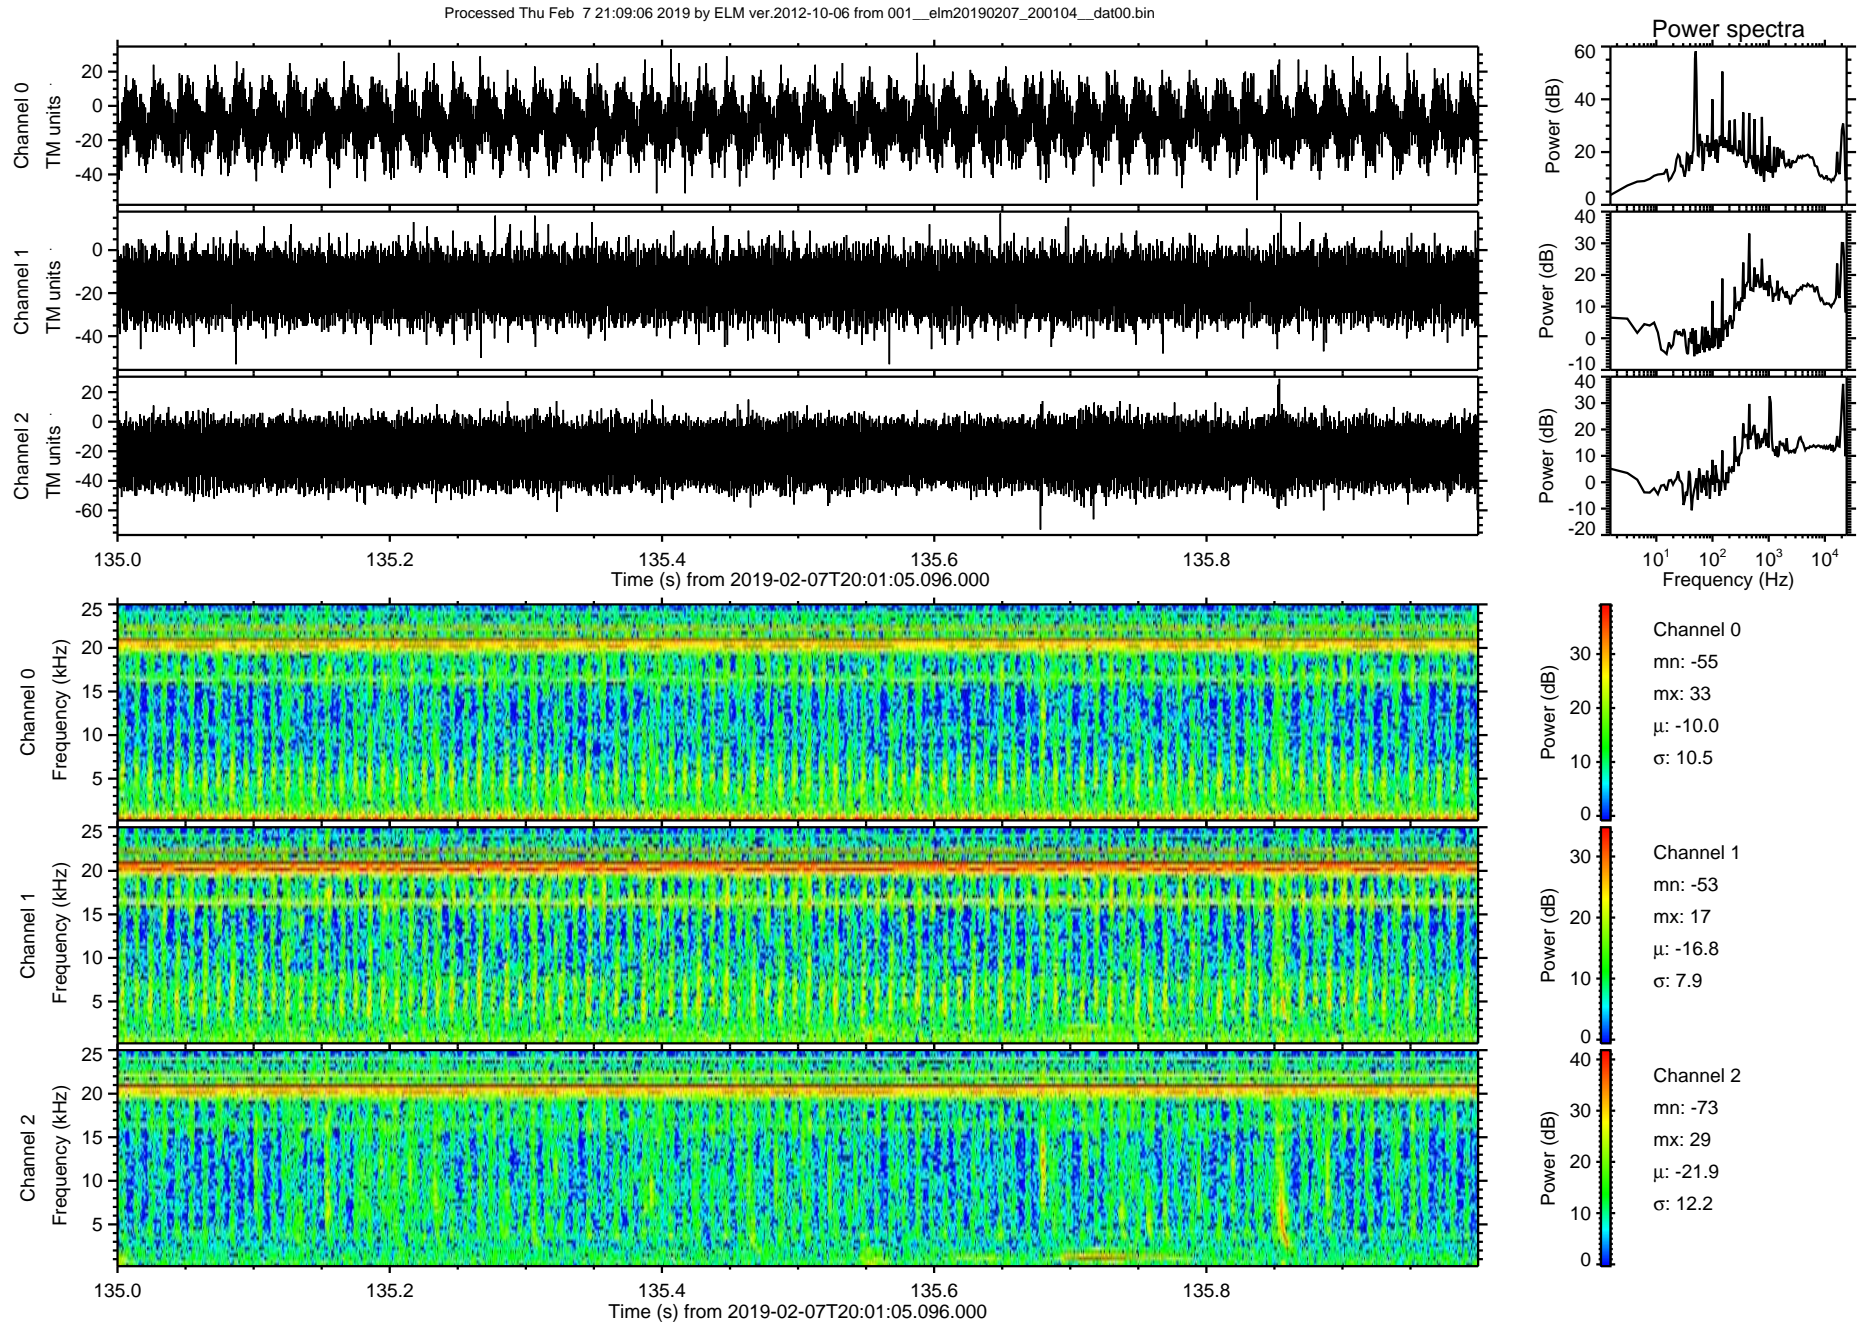 Processed Thu Feb  7 21:09:06 2019 by ELM ver.2012-10-06 from 001__elm20190207_200104__dat00.bin
Power spectra
Channel 0
TM units
20
0
-20
-40
Power (dB)
60
40
20
0
Channel 1
TM units
0
-20
-40
Power (dB)
40
30
20
10
0
-10
Channel 2
TM units
20
0
-20
-40
-60
Power (dB)
40
30
20
10
0
-10
-20
135.0 135.2 135.4 135.6 135.8
Time (s) from 2019-02-07T20:01:05.096.000
10^1 10^2 10^3 10^4
Frequency (Hz)
Channel 0
Frequency (kHz)
25
20
15
10
5
Power (dB)
30
20
10
0
Channel 0
mn: -55
mx: 33
μ: -10.0
σ: 10.5
Channel 1
Frequency (kHz)
25
20
15
10
5
Power (dB)
30
20
10
0
Channel 1
mn: -53
mx: 17
μ: -16.8
σ: 7.9
Channel 2
Frequency (kHz)
25
20
15
10
5
Power (dB)
40
30
20
10
0
Channel 2
mn: -73
mx: 29
μ: -21.9
σ: 12.2
135.0 135.2 135.4 135.6 135.8
Time (s) from 2019-02-07T20:01:05.096.000